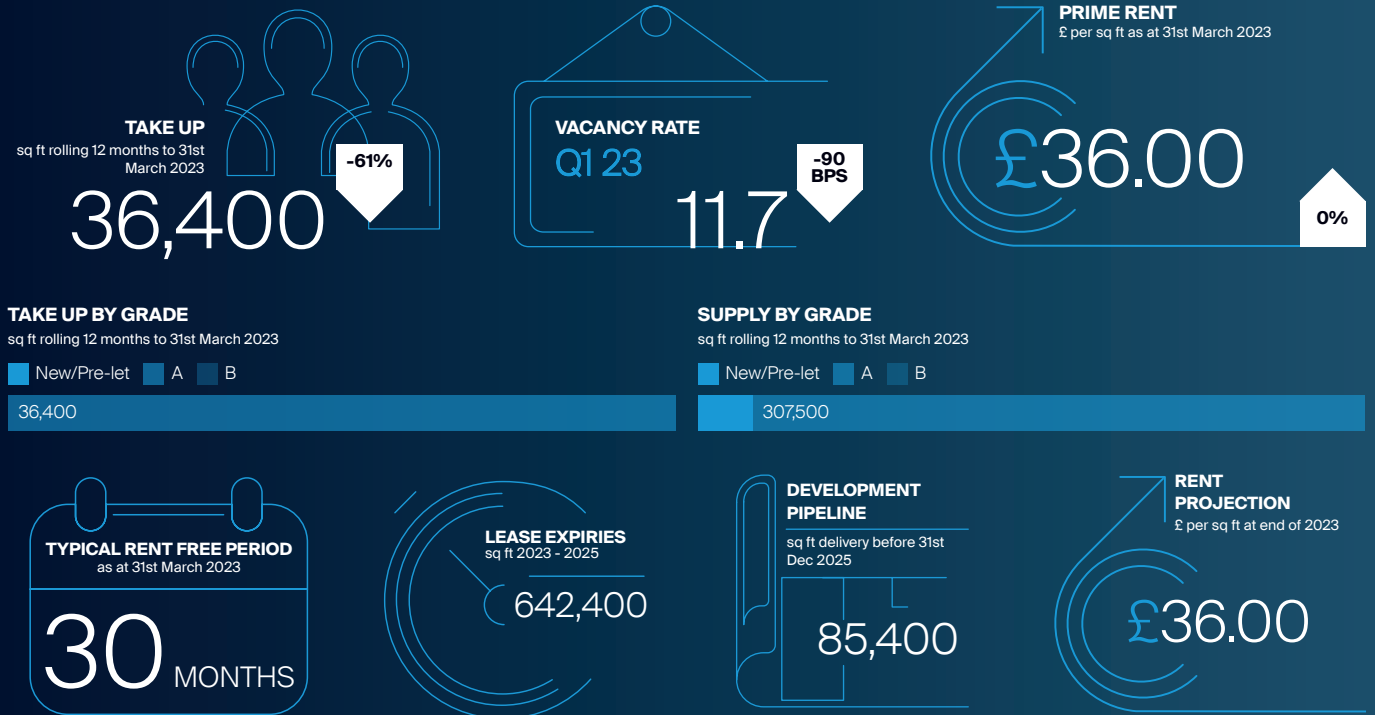 TAKE UP
sq ft rolling 12 months to 31st
March 2023
36,400
-61%
VACANCY RATE
Q1 23
11.7
-90
BPS
PRIME RENT
£ per sq ft as at 31st March 2023
£36.00
0%
TAKE UP BY GRADE
sq ft rolling 12 months to 31st March 2023
New/Pre-let A B
36,400
SUPPLY BY GRADE
sq ft rolling 12 months to 31st March 2023
New/Pre-let A B
307,500
TYPICAL RENT FREE PERIOD
as at 31st March 2023
30 MONTHS
LEASE EXPIRIES
sq ft 2023 - 2025
642,400
DEVELOPMENT
PIPELINE
sq ft delivery before 31st
Dec 2025
85,400
RENT
PROJECTION
£ per sq ft at end of 2023
£36.00